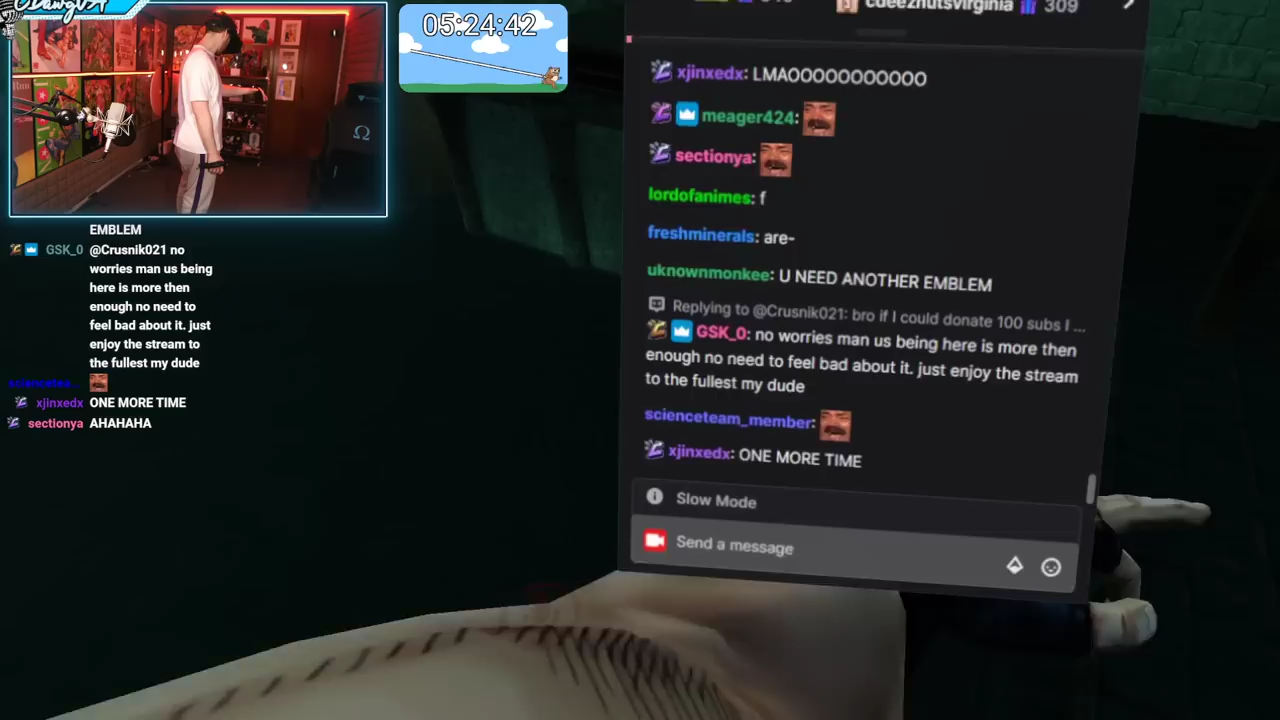 CDawgVA
05:24:42
EMBLEM
GSK_0 @Crusnik021 no
worries man us being
here is more then
enough no need to
feel bad about it. just
enjoy the stream
to the fullest my dude
sciencetea...
xjinxedx ONE MORE TIME
sectionya AHAHAHA
cdeeznutsvirginia 309
xjinxedx: LMAOOOOOOOOOOO
meager424:
sectionya:
lordofanimes: f
freshminerals: are-
uknownmonkee: U NEED ANOTHER EMBLEM
Replying to @Crusnik021: bro if I could donate 100 subs I ...
GSK_0: no worries man us being here is more then
enough no need to feel bad about it. just enjoy the stream
to the fullest my dude
scienceteam_member:
xjinxedx: ONE MORE TIME
Slow Mode
Send a message